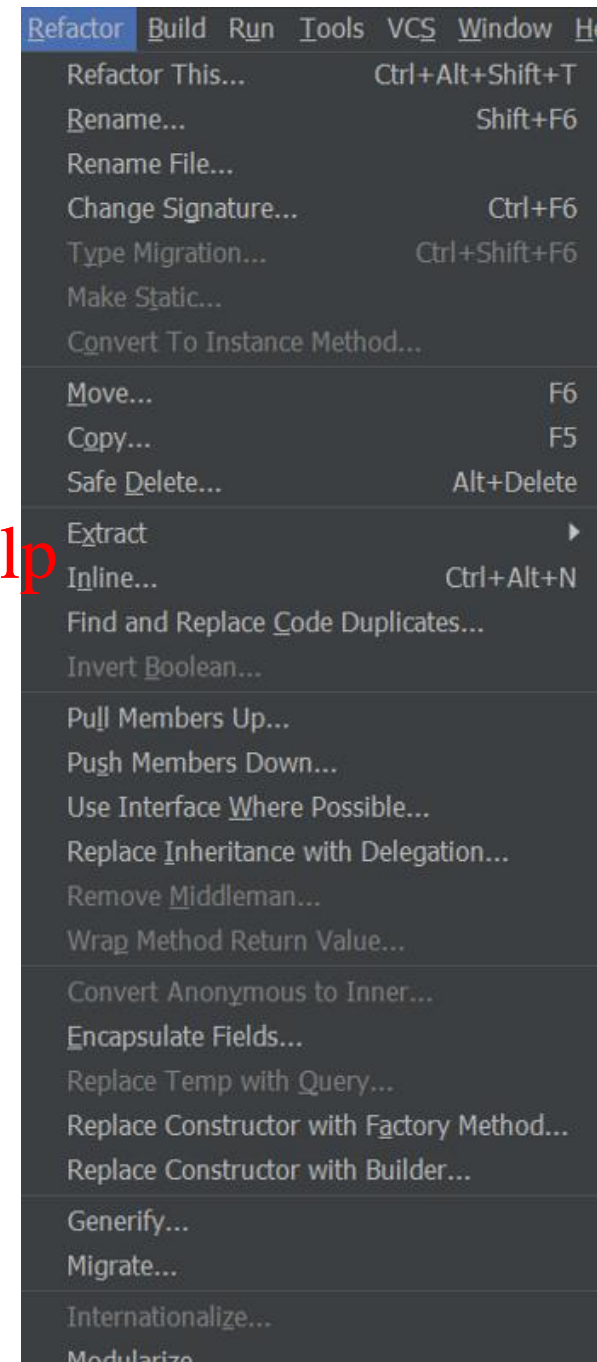 Refactor Build Run Tools VCS Window He
Refactor This... Ctrl+Alt+Shift+T
Rename... Shift+F6
Rename File...
Change Signature... Ctrl+F6
Type Migration... Ctrl+Shift+F6
Make Static...
Convert To Instance Method...
Move... F6
Copy... F5
Safe Delete... Alt+Delete
Extract
lp
Inline... Ctrl+Alt+N
Find and Replace Code Duplicates...
Invert Boolean...
Pull Members Up...
Push Members Down...
Use Interface Where Possible...
Replace Inheritance with Delegation...
Remove Middleman...
Wrap Method Return Value...
Convert Anonymous to Inner...
Encapsulate Fields...
Replace Temp with Query...
Replace Constructor with Factory Method...
Replace Constructor with Builder...
Generify...
Migrate...
Internationalize...
Modularize